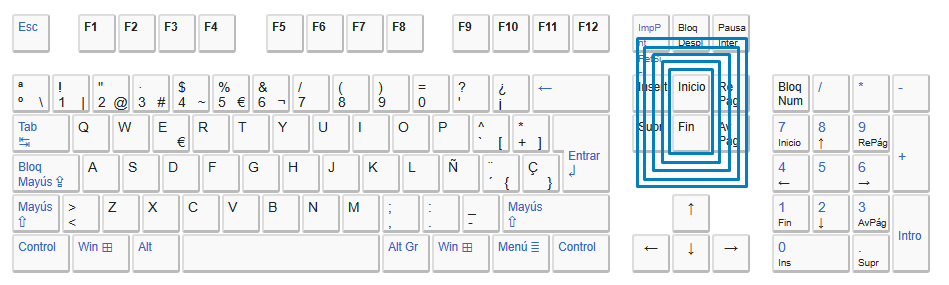 Esc F1 F2 F3 F4 F5 F6 F7 F8 F9 F10 F11 F12 Bloq Despl Pausa Inter
ª º \ ! 1 | " 2 @ · 3 # $ 4 ~ % 5 € & 6 ¬ / 7 ( 8 ) 9 = 0 ? ' ¿ ¡ ← Insert Inicio Re Pág Bloq Num / * -
Tab ↹ Q W E € R T Y U I O P ^ ` [ * + ] Supr Fin Av Pág 7 Inicio 8 ↑ 9 RePág +
Bloq Mayús ⇪ A S D F G H J K L Ñ ¨ ´ { Ç } Entrar ↲ 4 ← 5 6 →
Mayús ⇧ > < Z X C V B N M ; , : . _ - Mayús ⇧ ↑ 1 Fin 2 ↓ 3 AvPág Intro
Control Win ⊞ Alt Alt Gr Win ⊞ Menú ≣ Control ← ↓ → 0 Ins . Supr